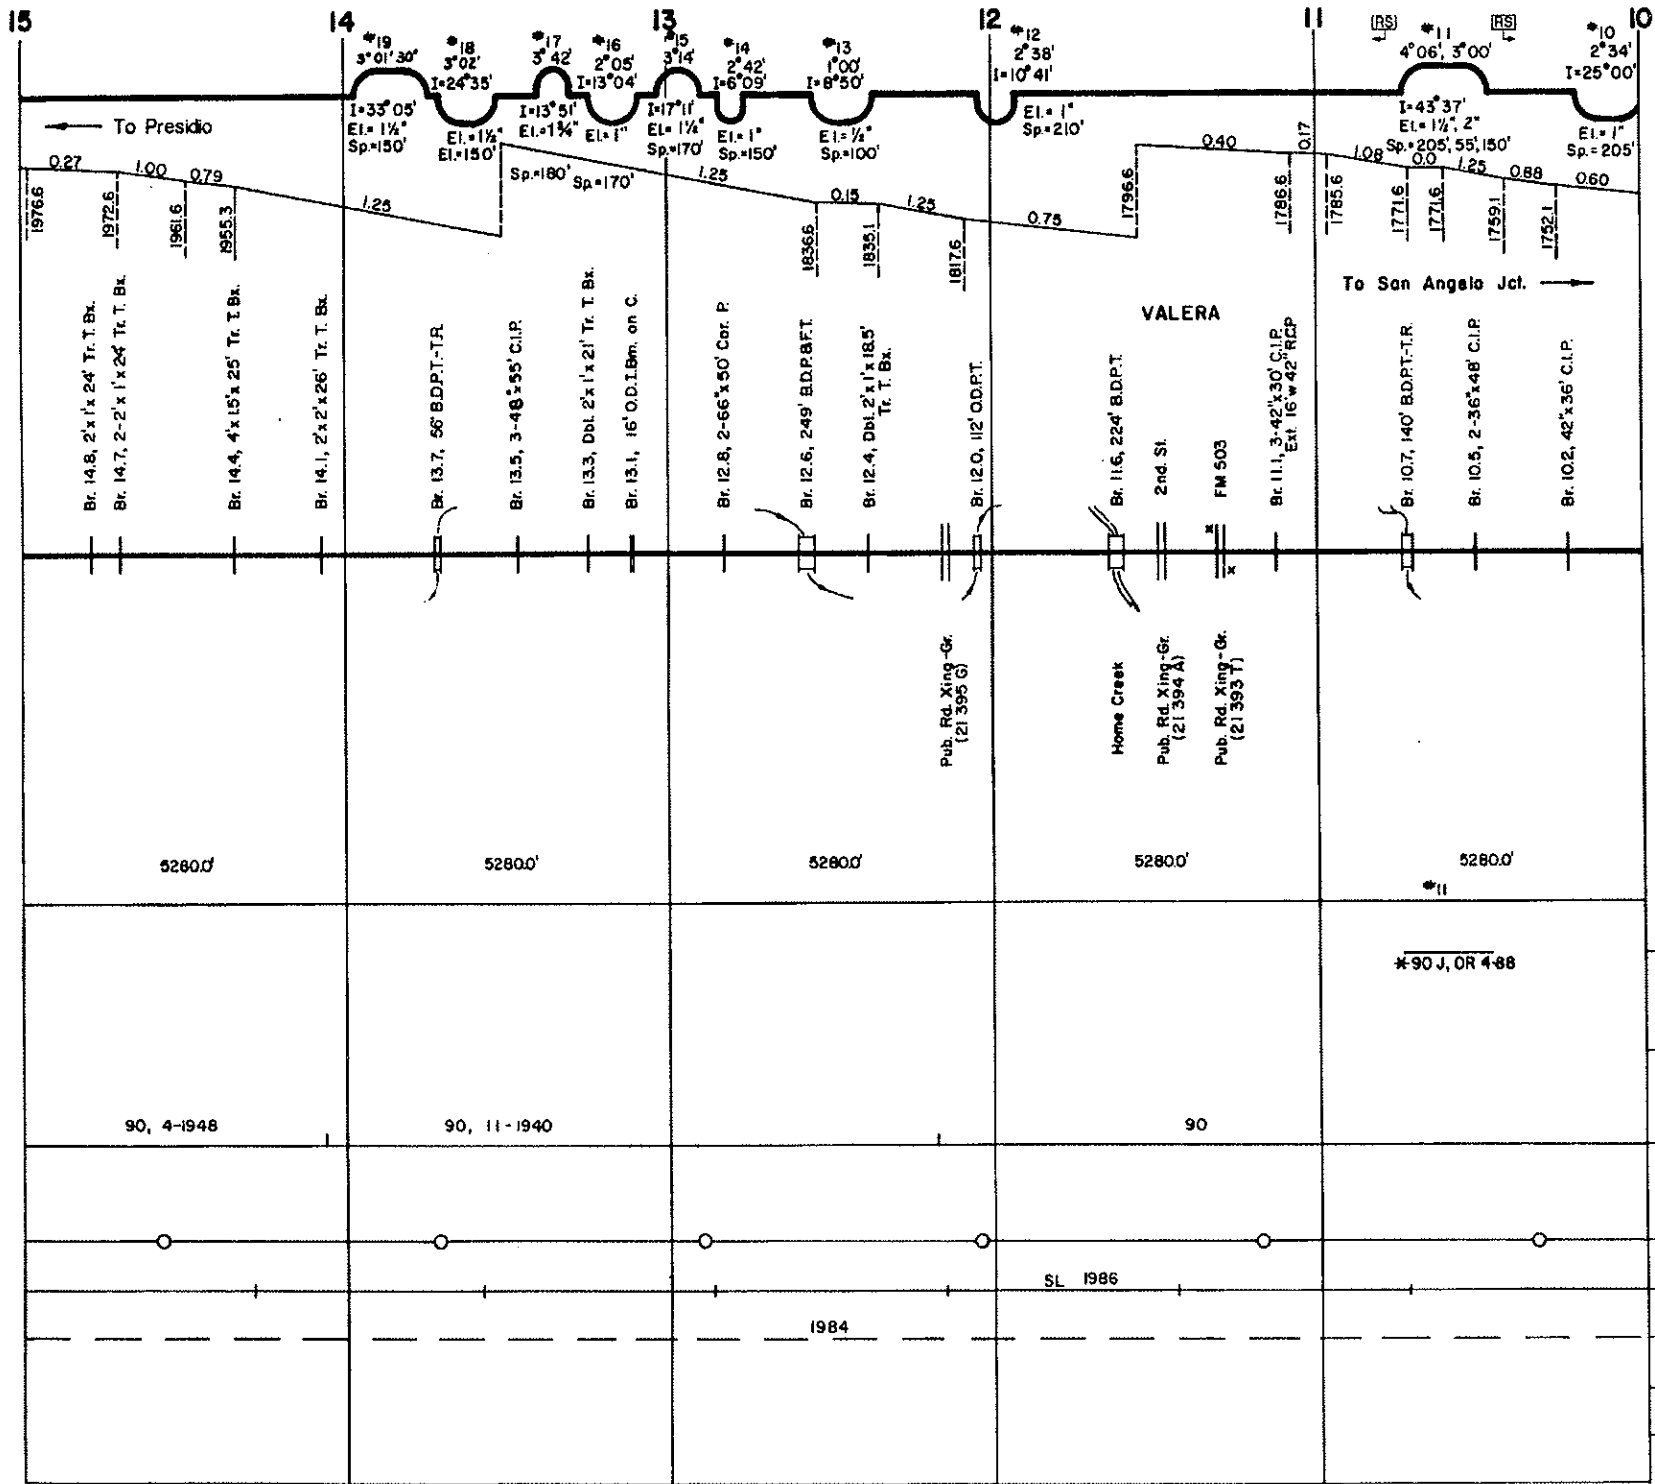 15
14
13
12
11
10
#19
3°01'30"
#18
3°02'
I=24°35'
#17
3°42'
#16
2°05'
I=13°04'
#15
3°14'
#14
2°42'
I=6°09'
#13
1°00'
I=8°50'
#12
2°38'
I=10°41'
RS
#11
4°06', 3°00'
RS
#10
2°34'
I=25°00'
To Presidio
I=33°05'
El.= 1½"
Sp.=150'
El.=1½"
El.=150'
I=13°51'
El.=1¾"
Sp.=180'
El.= 1"
Sp.=170'
I=17°11'
El.= 1½"
Sp.=170'
El.= 1"
Sp.=150'
El.= ½"
Sp.=100'
El.= 1"
Sp.=210'
I=43°37'
El.= 1½", 2"
Sp.=205', 55', 150'
El.= 1"
Sp.=205'
0.27
1.00
0.79
1.25
1.25
0.15
1.25
0.75
0.40
0.17
1.08
0.0
1.25
0.88
0.60
1976.6
1972.6
1961.6
1955.3
1836.6
1835.1
1817.6
1796.6
1786.6
1785.6
1771.6
1771.6
1759.1
1752.1
To San Angelo Jct.
VALERA
Br. 14.8, 2'x 1'x 24' Tr. T. Bx.
Br. 14.7, 2-2'x 1'x 24' Tr. T. Bx.
Br. 14.4, 4'x 1.5'x 25' Tr. T. Bx.
Br. 14.1, 2'x 2'x 26' Tr. T. Bx.
Br. 13.7, 56' B.D.P.T.-T.R.
Br. 13.5, 3-48"x 55' C.I.P.
Br. 13.3, Dbl. 2'x 1'x 21' Tr. T. Bx.
Br. 13.1, 16' O.D.I.Bm. on C.
Br. 12.8, 2-66"x 50' Cor. P.
Br. 12.6, 249' B.D.P.&F.T.
Br. 12.4, Dbl. 2'x 1'x 18.5'
Tr. T. Bx.
Br. 12.0, 112' O.D.P.T.
Br. 11.6, 224' B.D.P.T.
2nd. St.
FM 503
Br. 11.1, 3-42"x 30' C.I.P.
Ext. 16' w 42" RCP
Br. 10.7, 140' B.D.P.T.-T.R.
Br. 10.5, 2-36"x 48' C.I.P.
Br. 10.2, 42"x 36' C.I.P.
x
x
Pub. Rd. Xing-Gr.
(21 395 G)
Home Creek
Pub. Rd. Xing-Gr.
(21 394 A)
Pub. Rd. Xing-Gr.
(21 393 T)
5280.0'
5280.0'
5280.0'
5280.0'
5280.0'
#11
*90 J, OR 4-88
90, 4-1948
90, 11-1940
90
SL 1986
1984